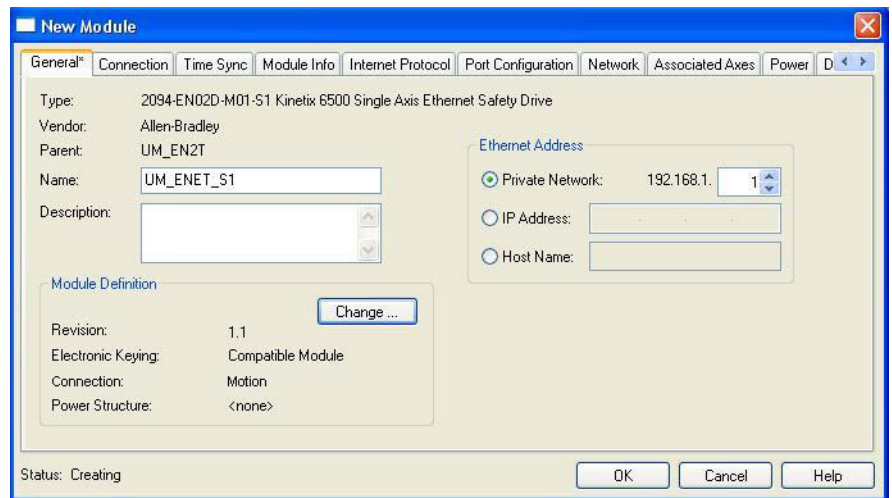 New Module
General* Connection Time Sync Module Info Internet Protocol Port Configuration Network Associated Axes Power D
Type: 2094-EN02D-M01-S1 Kinetix 6500 Single Axis Ethernet Safety Drive
Vendor: Allen-Bradley
Parent: UM_EN2T
Name: UM_ENET_S1
Description:
Ethernet Address
Private Network: 192.168.1. 1
IP Address: . . .
Host Name:
Module Definition
Change ...
Revision: 1.1
Electronic Keying: Compatible Module
Connection: Motion
Power Structure: <none>
Status: Creating
OK Cancel Help